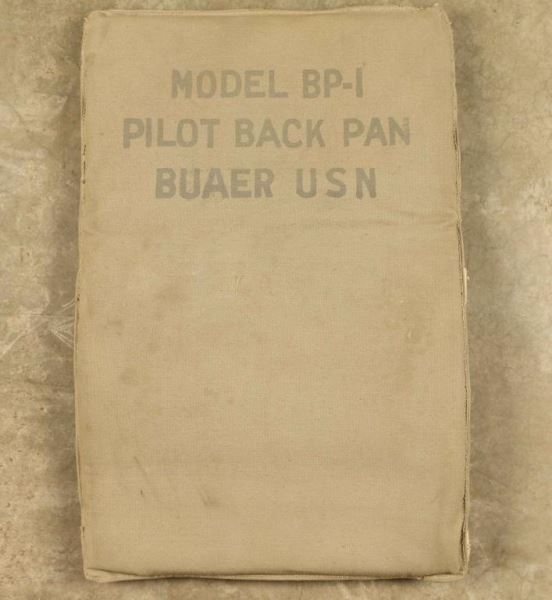 MODEL BP-1
PILOT BACK PAN
BUAER USN